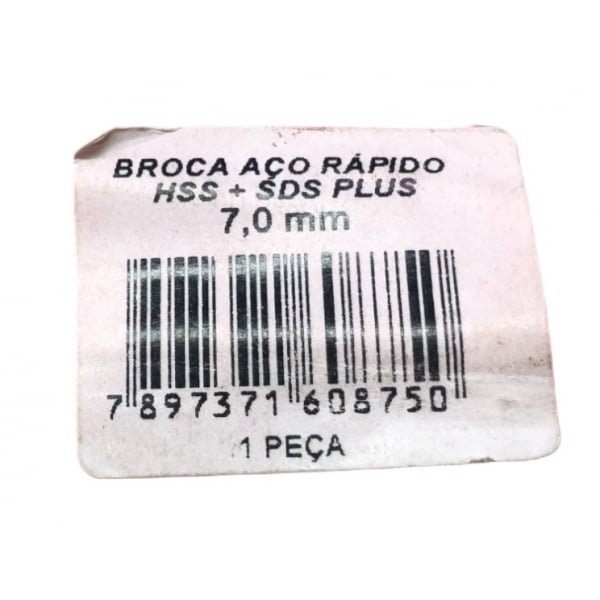 BROCA AÇO RÁPIDO
HSS + SDS PLUS
7,0 mm
7 897371 608750
1 PEÇA